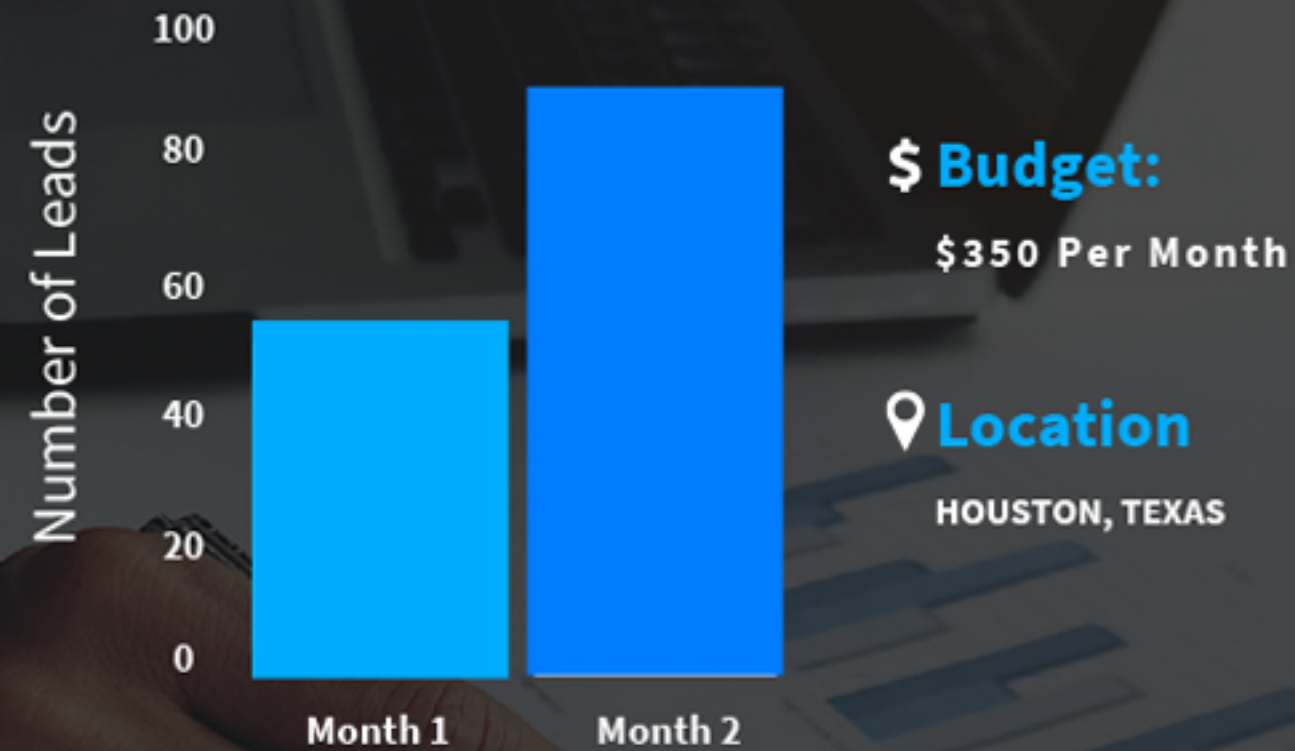 Number of Leads
100
80
60
40
20
0
Month 1
Month 2
$ Budget:
$350 Per Month
Location
HOUSTON, TEXAS